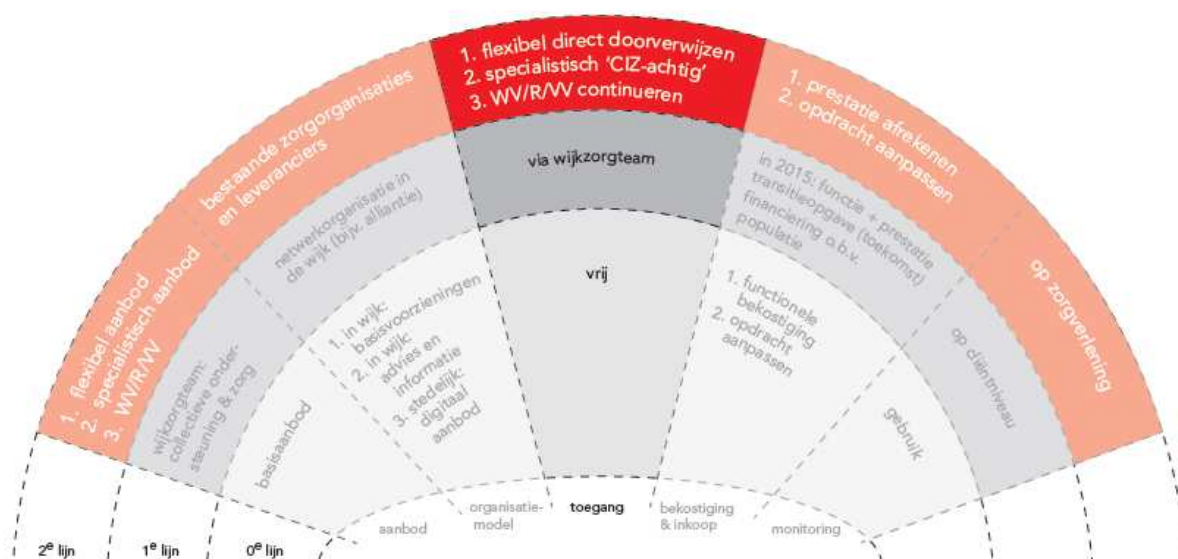 1. flexibel direct doorverwijzen
2. specialistisch ‘CIZ-achtig’
3. WV/R/VV continueren
via wijkzorgteam
vrij
toegang
bestaande zorgorganisaties
en leveranciers
netwerkorganisatie in
de wijk (bijv. alliantie)
1. in wijk:
basisvoorzieningen
2. in wijk:
advies en
informatie
3. stedelijk:
digitaal
aanbod
organisatie-
model
1. flexibel aanbod
2. specialistisch aanbod
3. WV/R/VV
wijkzorgteam:
collectieve onder-
steuning & zorg
basisaanbod
aanbod
1. prestatie afrekenen
2. opdracht aanpassen
in 2015: functie + prestatie
transitieopgave (toekomst)
financiering o.b.v.
populatie
1. functionele
bekostiging
2. opdracht
aanpassen
bekostiging
& inkoop
op zorgverlening
op cliëntniveau
gebruik
monitoring
2e lijn
1e lijn
0e lijn